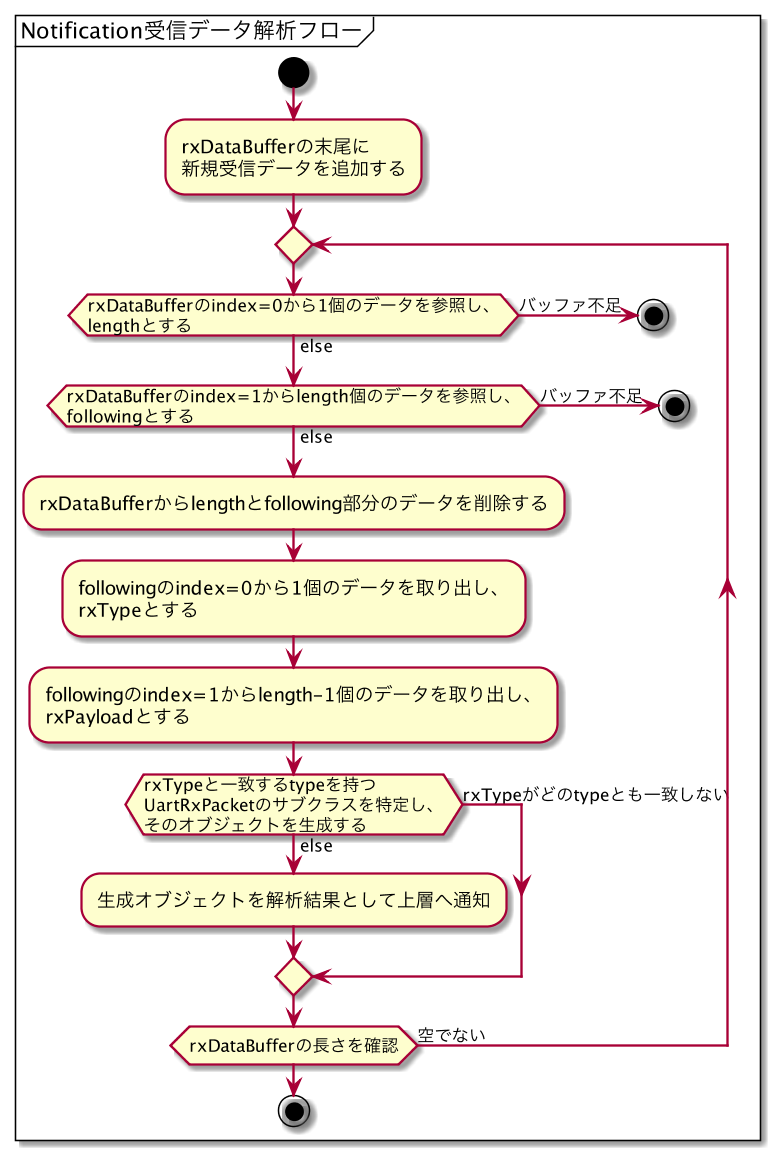 Notification受信データ解析フロー
rxDataBufferの末尾に
新規受信データを追加する
rxDataBufferのindex=0から1個のデータを参照し、
lengthとする
バッファ不足
else
rxDataBufferのindex=1からlength個のデータを参照し、
followingとする
バッファ不足
else
rxDataBufferからlengthとfollowing部分のデータを削除する
followingのindex=0から1個のデータを取り出し、
rxTypeとする
followingのindex=1からlength-1個のデータを取り出し、
rxPayloadとする
rxTypeと一致するtypeを持つ
UartRxPacketのサブクラスを特定し、
そのオブジェクトを生成する
rxTypeがどのtypeとも一致しない
else
生成オブジェクトを解析結果として上層へ通知
rxDataBufferの長さを確認
空でない